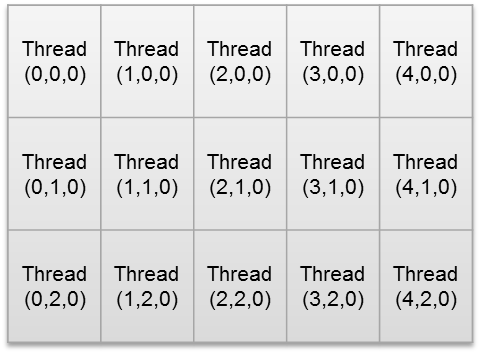 Thread Thread Thread Thread Thread
(0,0,0) (1,0,0) (2,0,0) (3,0,0) (4,0,0)
Thread Thread Thread Thread Thread
(0,1,0) (1,1,0) (2,1,0) (3,1,0) (4,1,0)
Thread Thread Thread Thread Thread
(0,2,0) (1,2,0) (2,2,0) (3,2,0) (4,2,0)